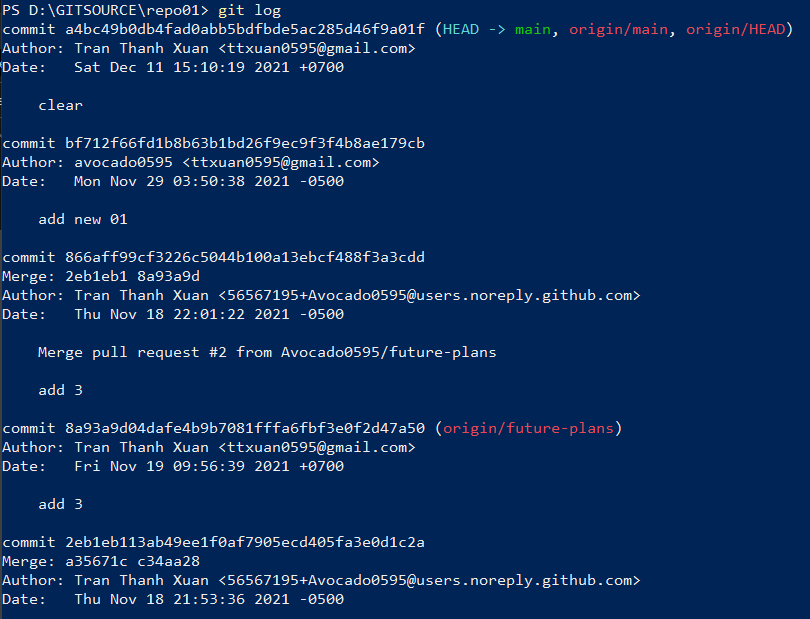 PS D:\GITSOURCE\repo01> git log
commit a4bc49b0db4fad0abb5bdfbde5ac285d46f9a01f (HEAD -> main, origin/main, origin/HEAD)
Author: Tran Thanh Xuan <ttxuan0595@gmail.com>
Date:   Sat Dec 11 15:10:19 2021 +0700
    clear
commit bf712f66fd1b8b63b1bd26f9ec9f3f4b8ae179cb
Author: avocado0595 <ttxuan0595@gmail.com>
Date:   Mon Nov 29 03:50:38 2021 -0500
    add new 01
commit 866aff99cf3226c5044b100a13ebcf488f3a3cdd
Merge: 2eb1eb1 8a93a9d
Author: Tran Thanh Xuan <56567195+Avocado0595@users.noreply.github.com>
Date:   Thu Nov 18 22:01:22 2021 -0500
    Merge pull request #2 from Avocado0595/future-plans
    add 3
commit 8a93a9d04dafe4b9b7081fffa6fbf3e0f2d47a50 (origin/future-plans)
Author: Tran Thanh Xuan <ttxuan0595@gmail.com>
Date:   Fri Nov 19 09:56:39 2021 +0700
    add 3
commit 2eb1eb113ab49ee1f0af7905ecd405fa3e0d1c2a
Merge: a35671c c34aa28
Author: Tran Thanh Xuan <56567195+Avocado0595@users.noreply.github.com>
Date:   Thu Nov 18 21:53:36 2021 -0500